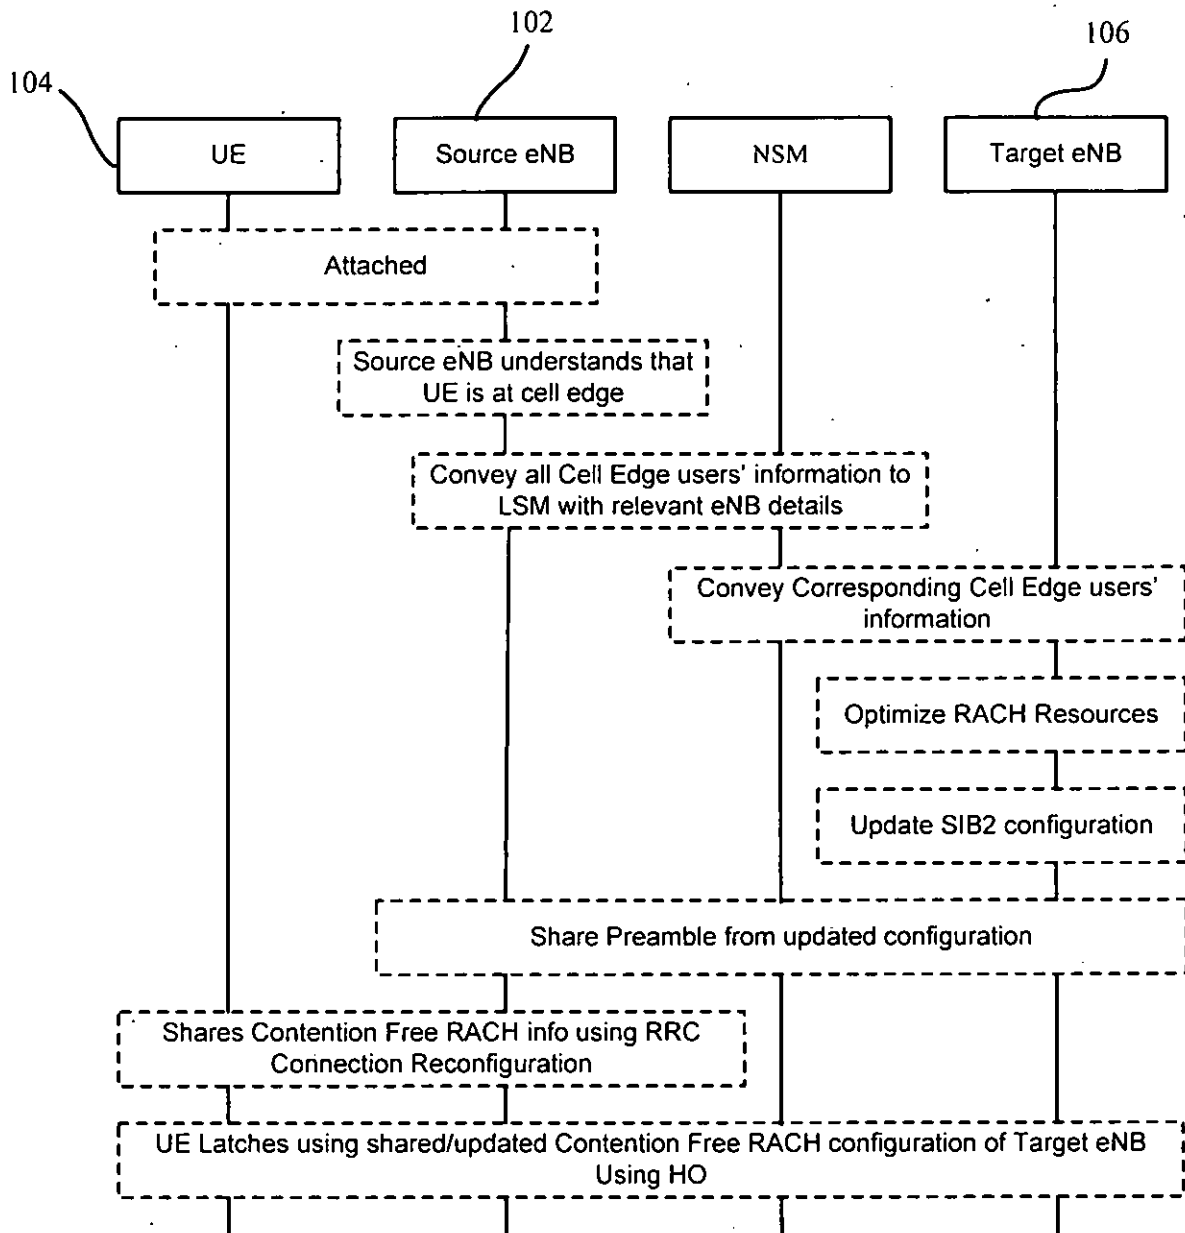 102
106
104
UE
Source eNB
NSM
Target eNB
Attached
Source eNB understands that
UE is at cell edge
Convey all Cell Edge users' information to
LSM with relevant eNB details
Convey Corresponding Cell Edge users'
information
Optimize RACH Resources
Update SIB2 configuration
Share Preamble from updated configuration
Shares Contention Free RACH info using RRC
Connection Reconfiguration
UE Latches using shared/updated Contention Free RACH configuration of Target eNB
Using HO